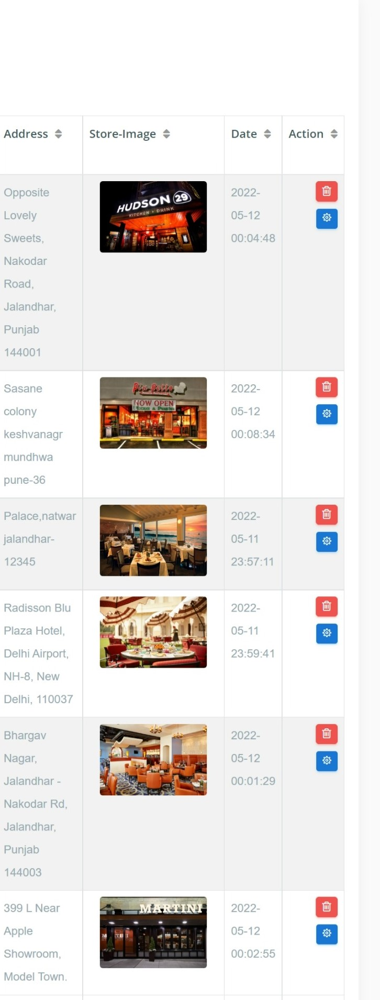 Address Store-Image Date Action
Opposite
Lovely
Sweets,
Nakodar
Road,
Jalandhar,
Punjab
144001
HUDSON 29
KITCHEN + DRINK
2022-
05-12
00:04:48
Sasane
colony
keshvanagr
mundhwa
pune-36
NOW OPEN
Pizza & Pasta
2022-
05-12
00:08:34
Palace,natwar
jalandhar-
12345
2022-
05-11
23:57:11
Radisson Blu
Plaza Hotel,
Delhi Airport,
NH-8, New
Delhi, 110037
2022-
05-11
23:59:41
Bhargav
Nagar,
Jalandhar -
Nakodar Rd,
Jalandhar,
Punjab
144003
2022-
05-12
00:01:29
399 L Near
Apple
Showroom,
Model Town.
MARTINI
2022-
05-12
00:02:55